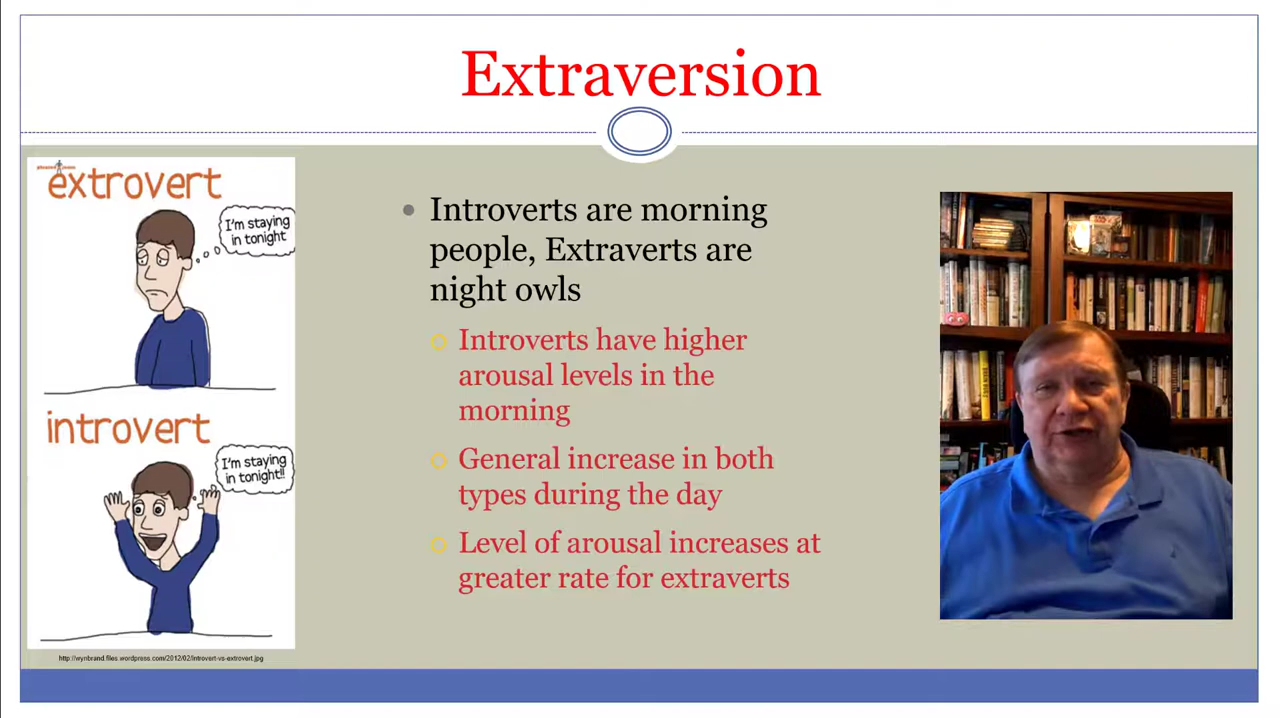 Extraversion
extrovert
I'm staying
in tonight
introvert
I'm staying
in tonight!!
http://wynbrand.files.wordpress.com/2012/02/introvert-vs-extrovert.jpg
Introverts are morning
people, Extraverts are
night owls
Introverts have higher
arousal levels in the
morning
General increase in both
types during the day
Level of arousal increases at
greater rate for extraverts